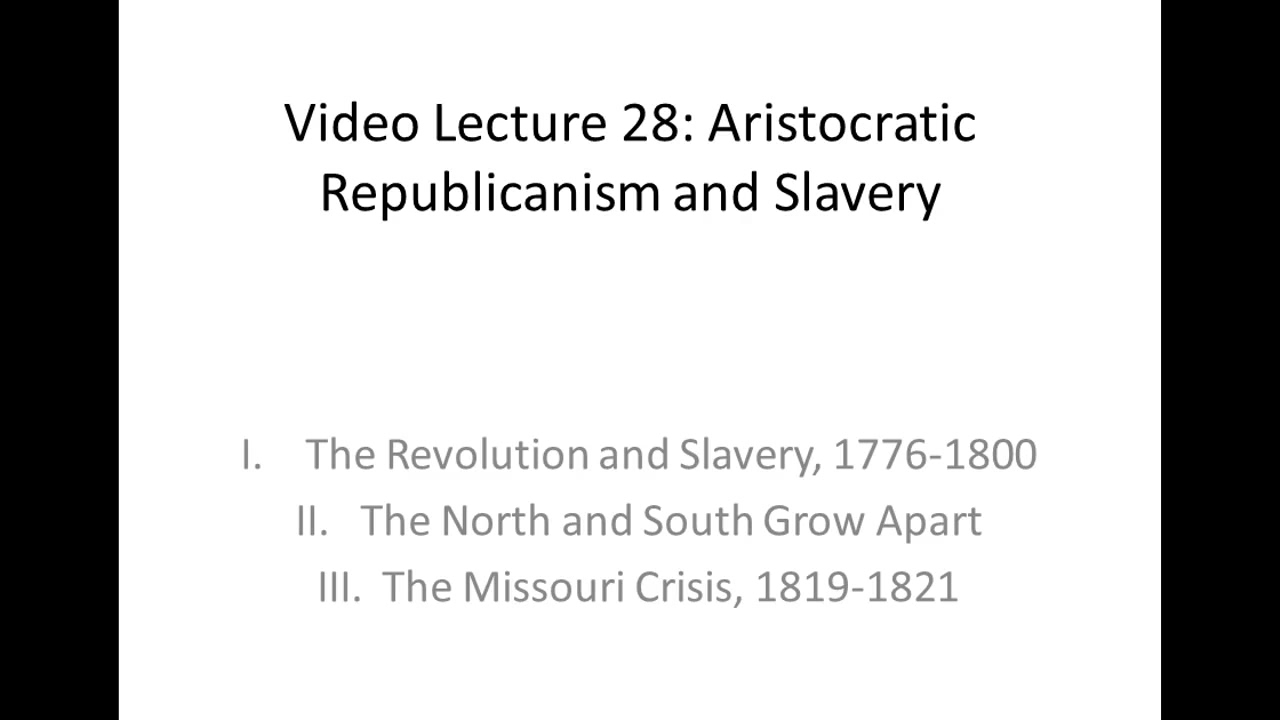 Video Lecture 28: Aristocratic
Republicanism and Slavery
I. The Revolution and Slavery, 1776-1800
II. The North and South Grow Apart
III. The Missouri Crisis, 1819-1821